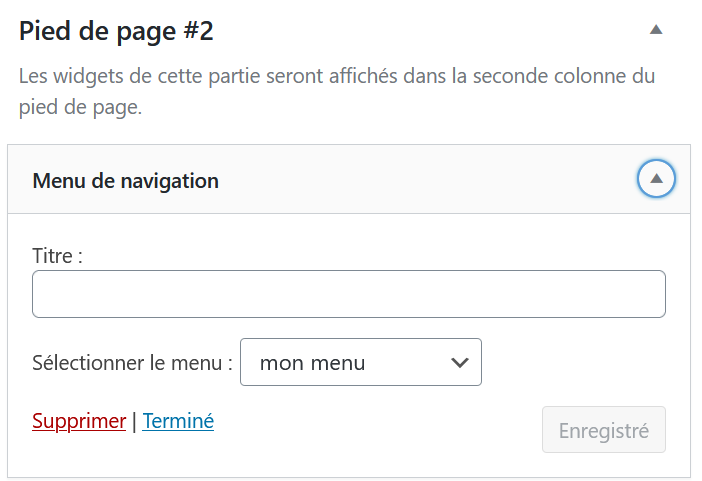 Pied de page #2
Les widgets de cette partie seront affichés dans la seconde colonne du
pied de page.
Menu de navigation
Titre :
Sélectionner le menu : mon menu
Supprimer | Terminé
Enregistré